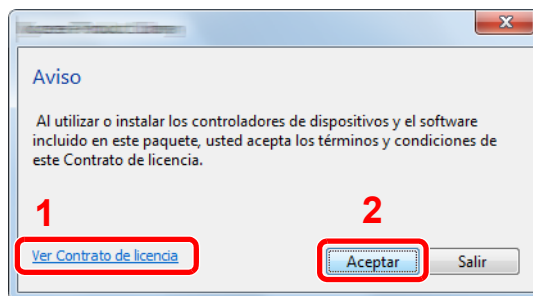 Aviso
Al utilizar o instalar los controladores de dispositivos y el software
incluido en este paquete, usted acepta los términos y condiciones de
este Contrato de licencia.
1
2
Ver Contrato de licencia
Aceptar
Salir